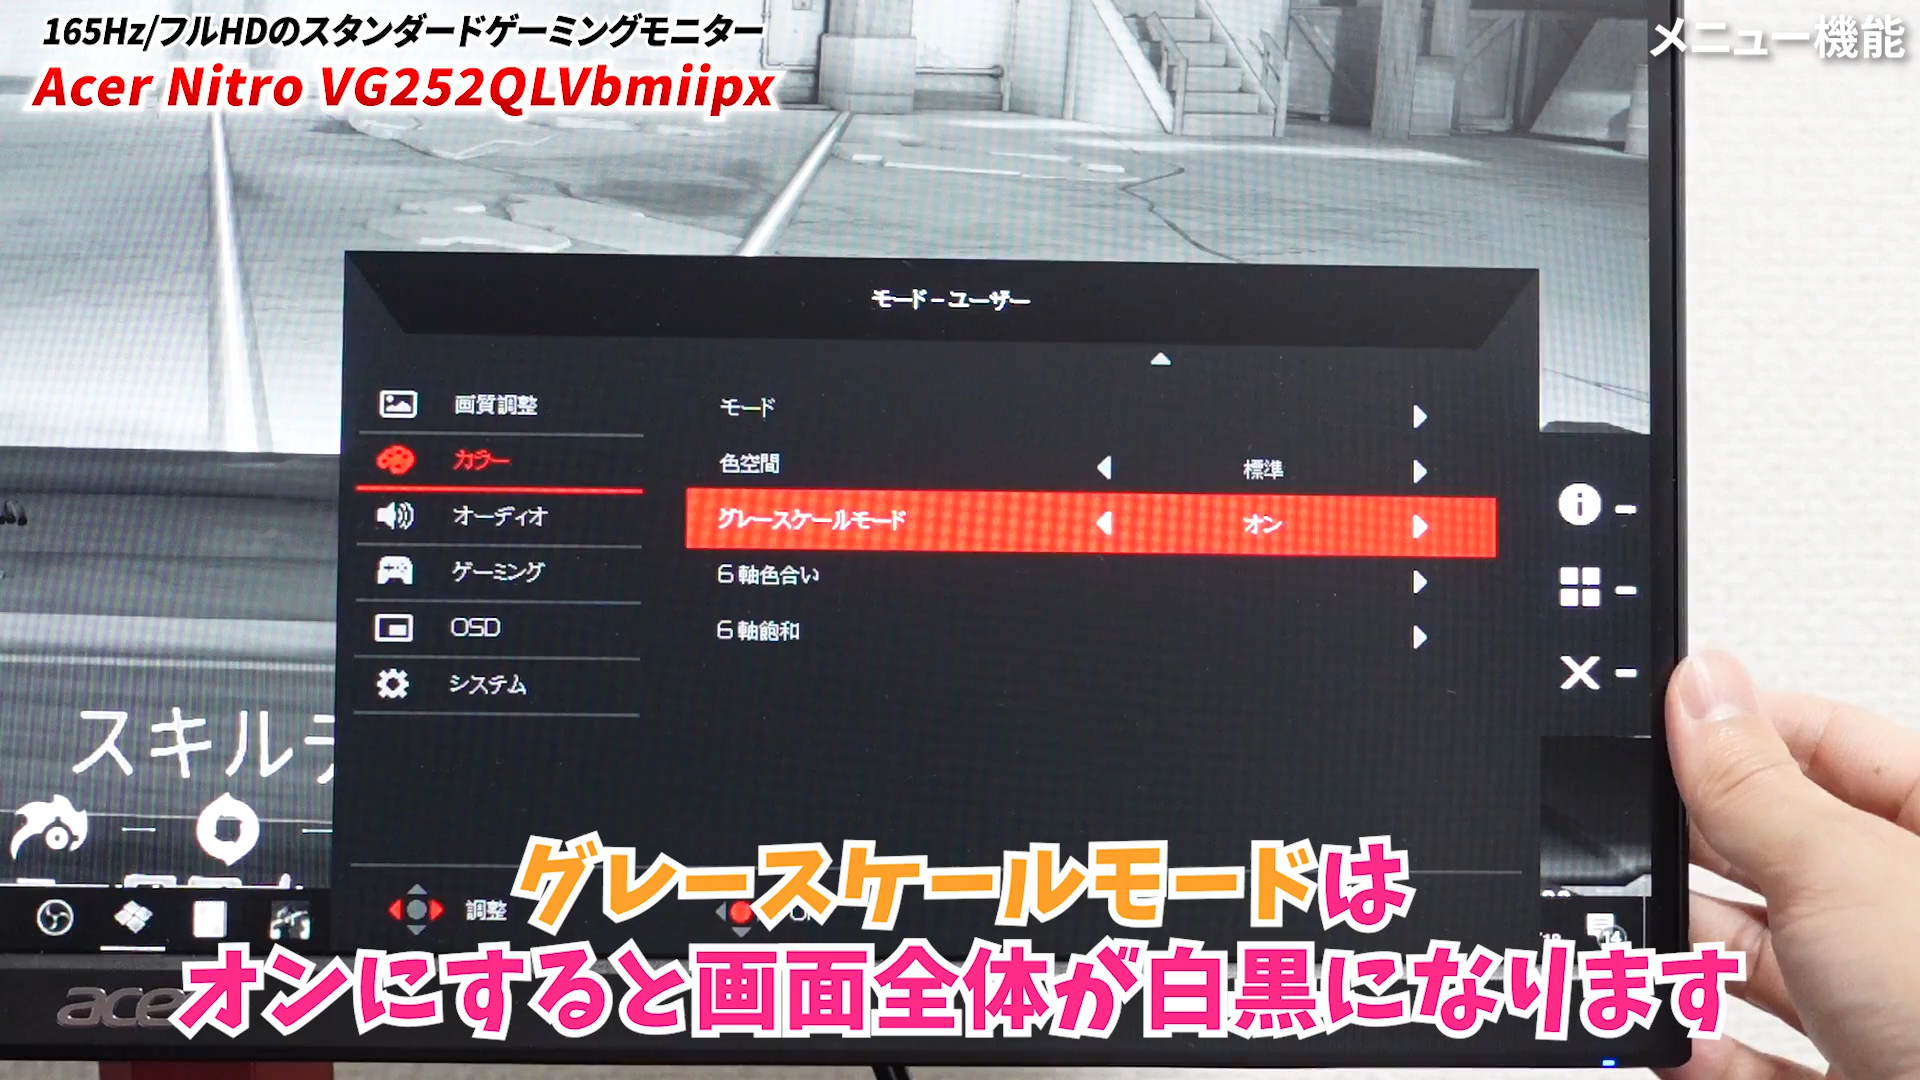 165Hz/フルHDのスタンダードゲーミングモニター
Acer Nitro VG252QLVbmiipx
メニュー機能
モード-ユーザー
画質調整
モード
カラー
色空間
標準
オーディオ
グレースケールモード
オン
ゲーミング
6軸色合い
OSD
6軸飽和
システム
スキル
調整
14
グレースケールモードは
オンにすると画面全体が白黒になります
acer